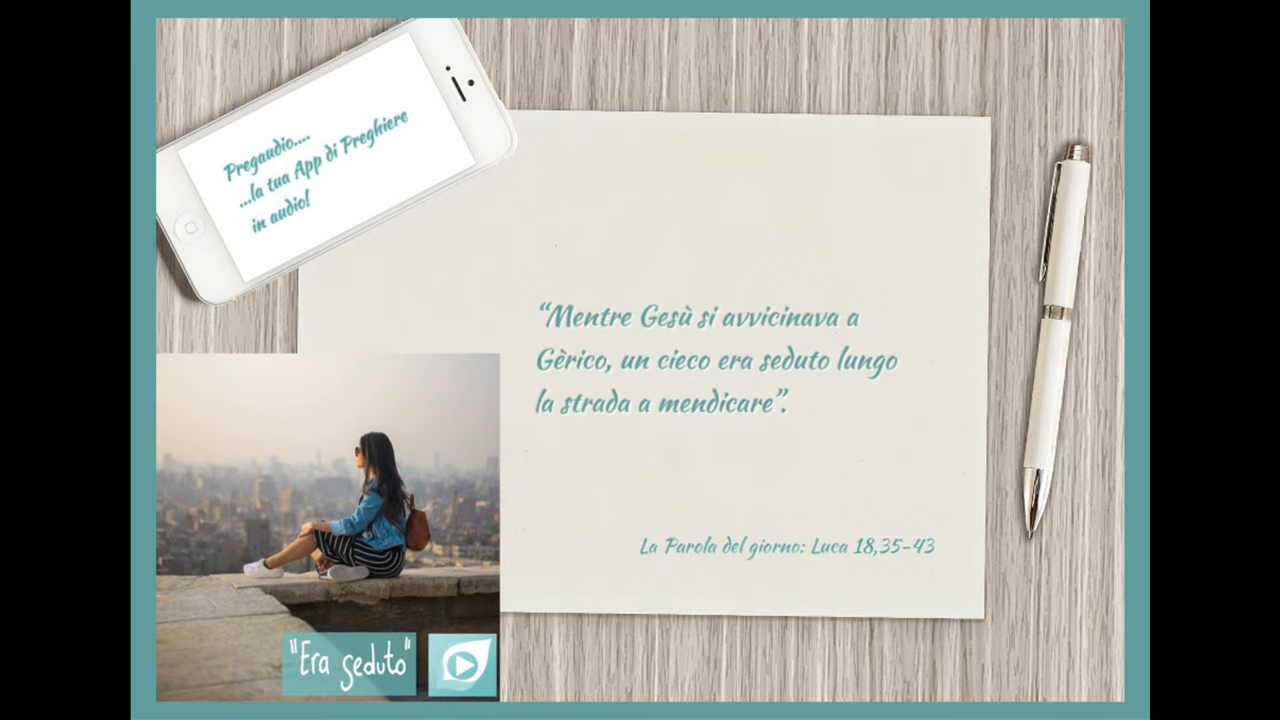 Pregaudio....
...la tua App di Preghiere
in audio!
“Mentre Gesù si avvicinava a
Gèrico, un cieco era seduto lungo
la strada a mendicare”.
La Parola del giorno: Luca 18,35-43
"Era seduto"